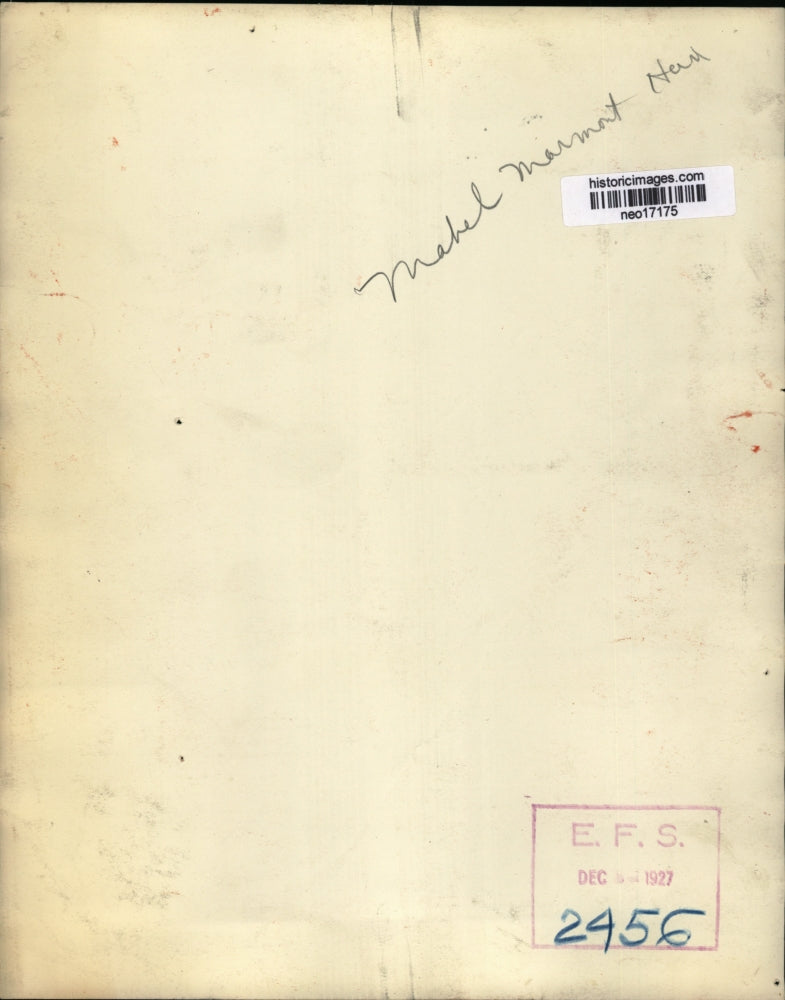 Mabel Marmont
historicimages.com
neo17175
E. F. S.
DEC 1927
2456